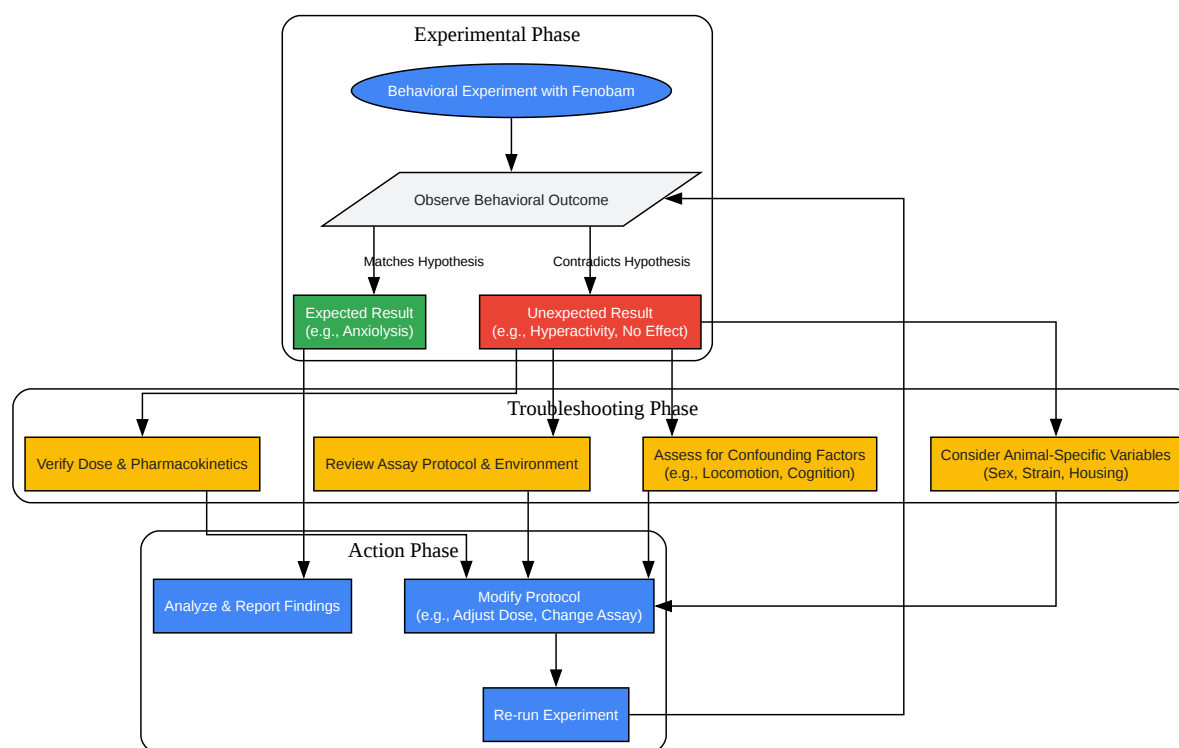 Experimental Phase
Behavioral Experiment with Fenobam
Observe Behavioral Outcome
Matches Hypothesis
Contradicts Hypothesis
Expected Result
(e.g., Anxiolysis)
Unexpected Result
(e.g., Hyperactivity, No Effect)
Troubleshooting Phase
Verify Dose & Pharmacokinetics
Review Assay Protocol & Environment
Assess for Confounding Factors
(e.g., Locomotion, Cognition)
Consider Animal-Specific Variables
(Sex, Strain, Housing)
Action Phase
Analyze & Report Findings
Modify Protocol
(e.g., Adjust Dose, Change Assay)
Re-run Experiment